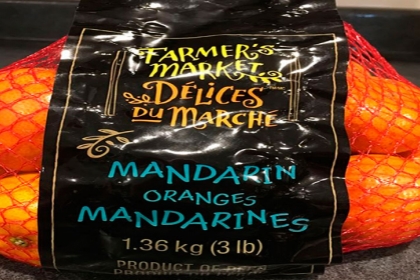 FARMER'S
MARKET
DÉLICES
DU MARCHÉ
MANDARIN
ORANGES
MANDARINES
1.36 kg (3 lb)
PRODUCT OF